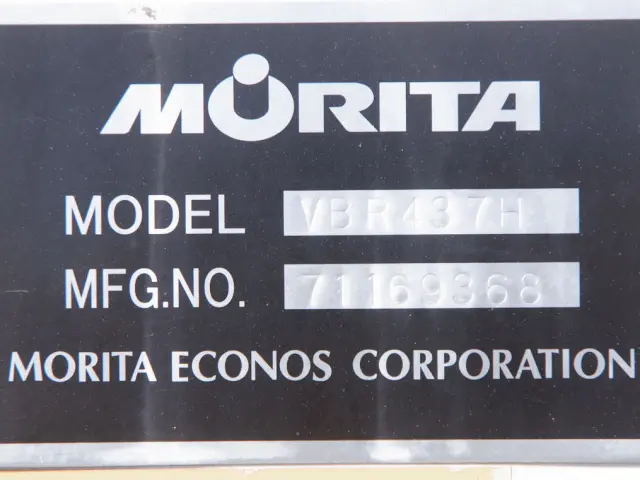 MORITA
MODEL VBR437H
MFG.NO. 71169368
MORITA ECONOS CORPORATION